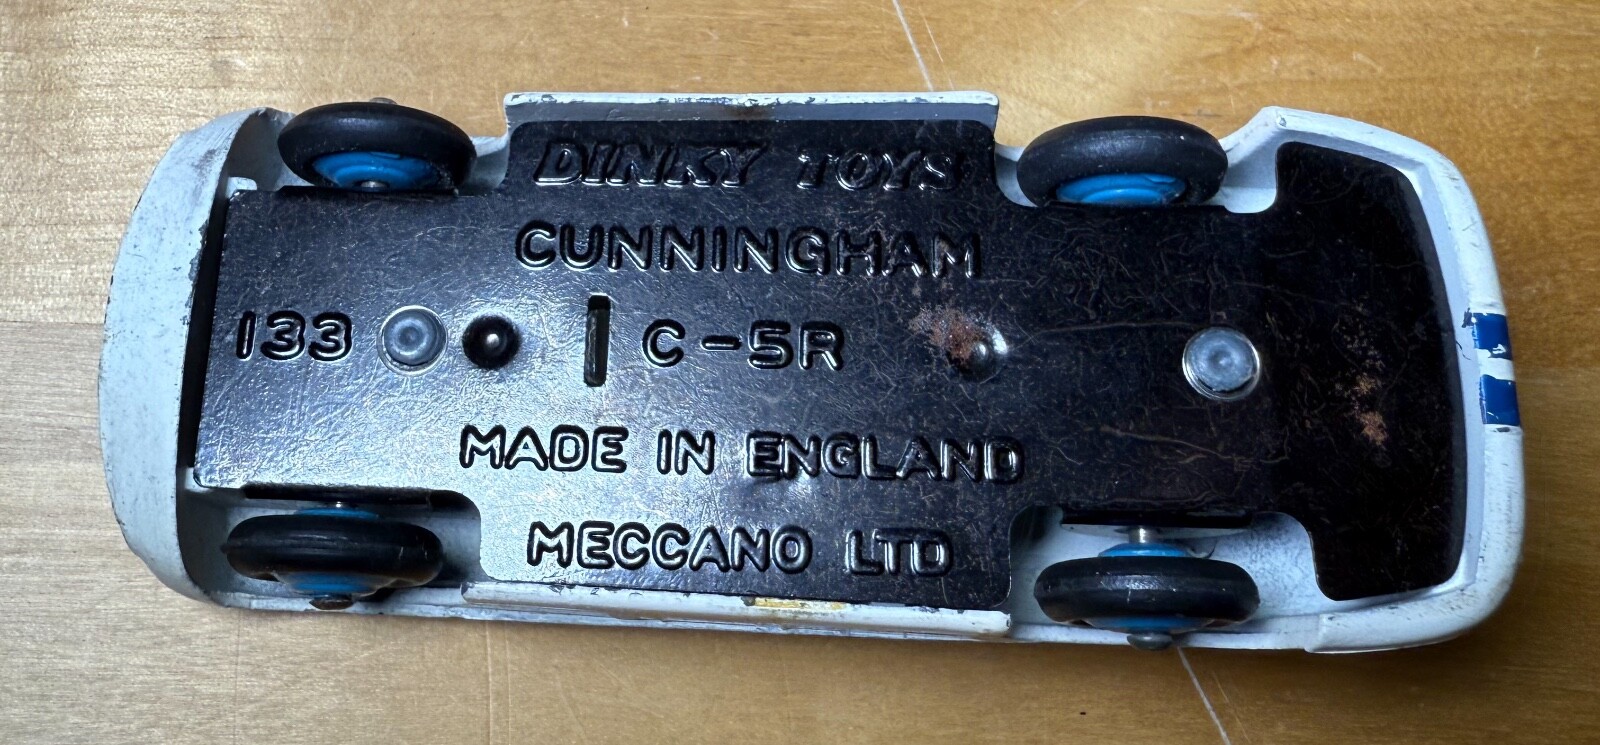 DINKY TOYS
CUNNINGHAM
133 C-5R
MADE IN ENGLAND
MECCANO LTD